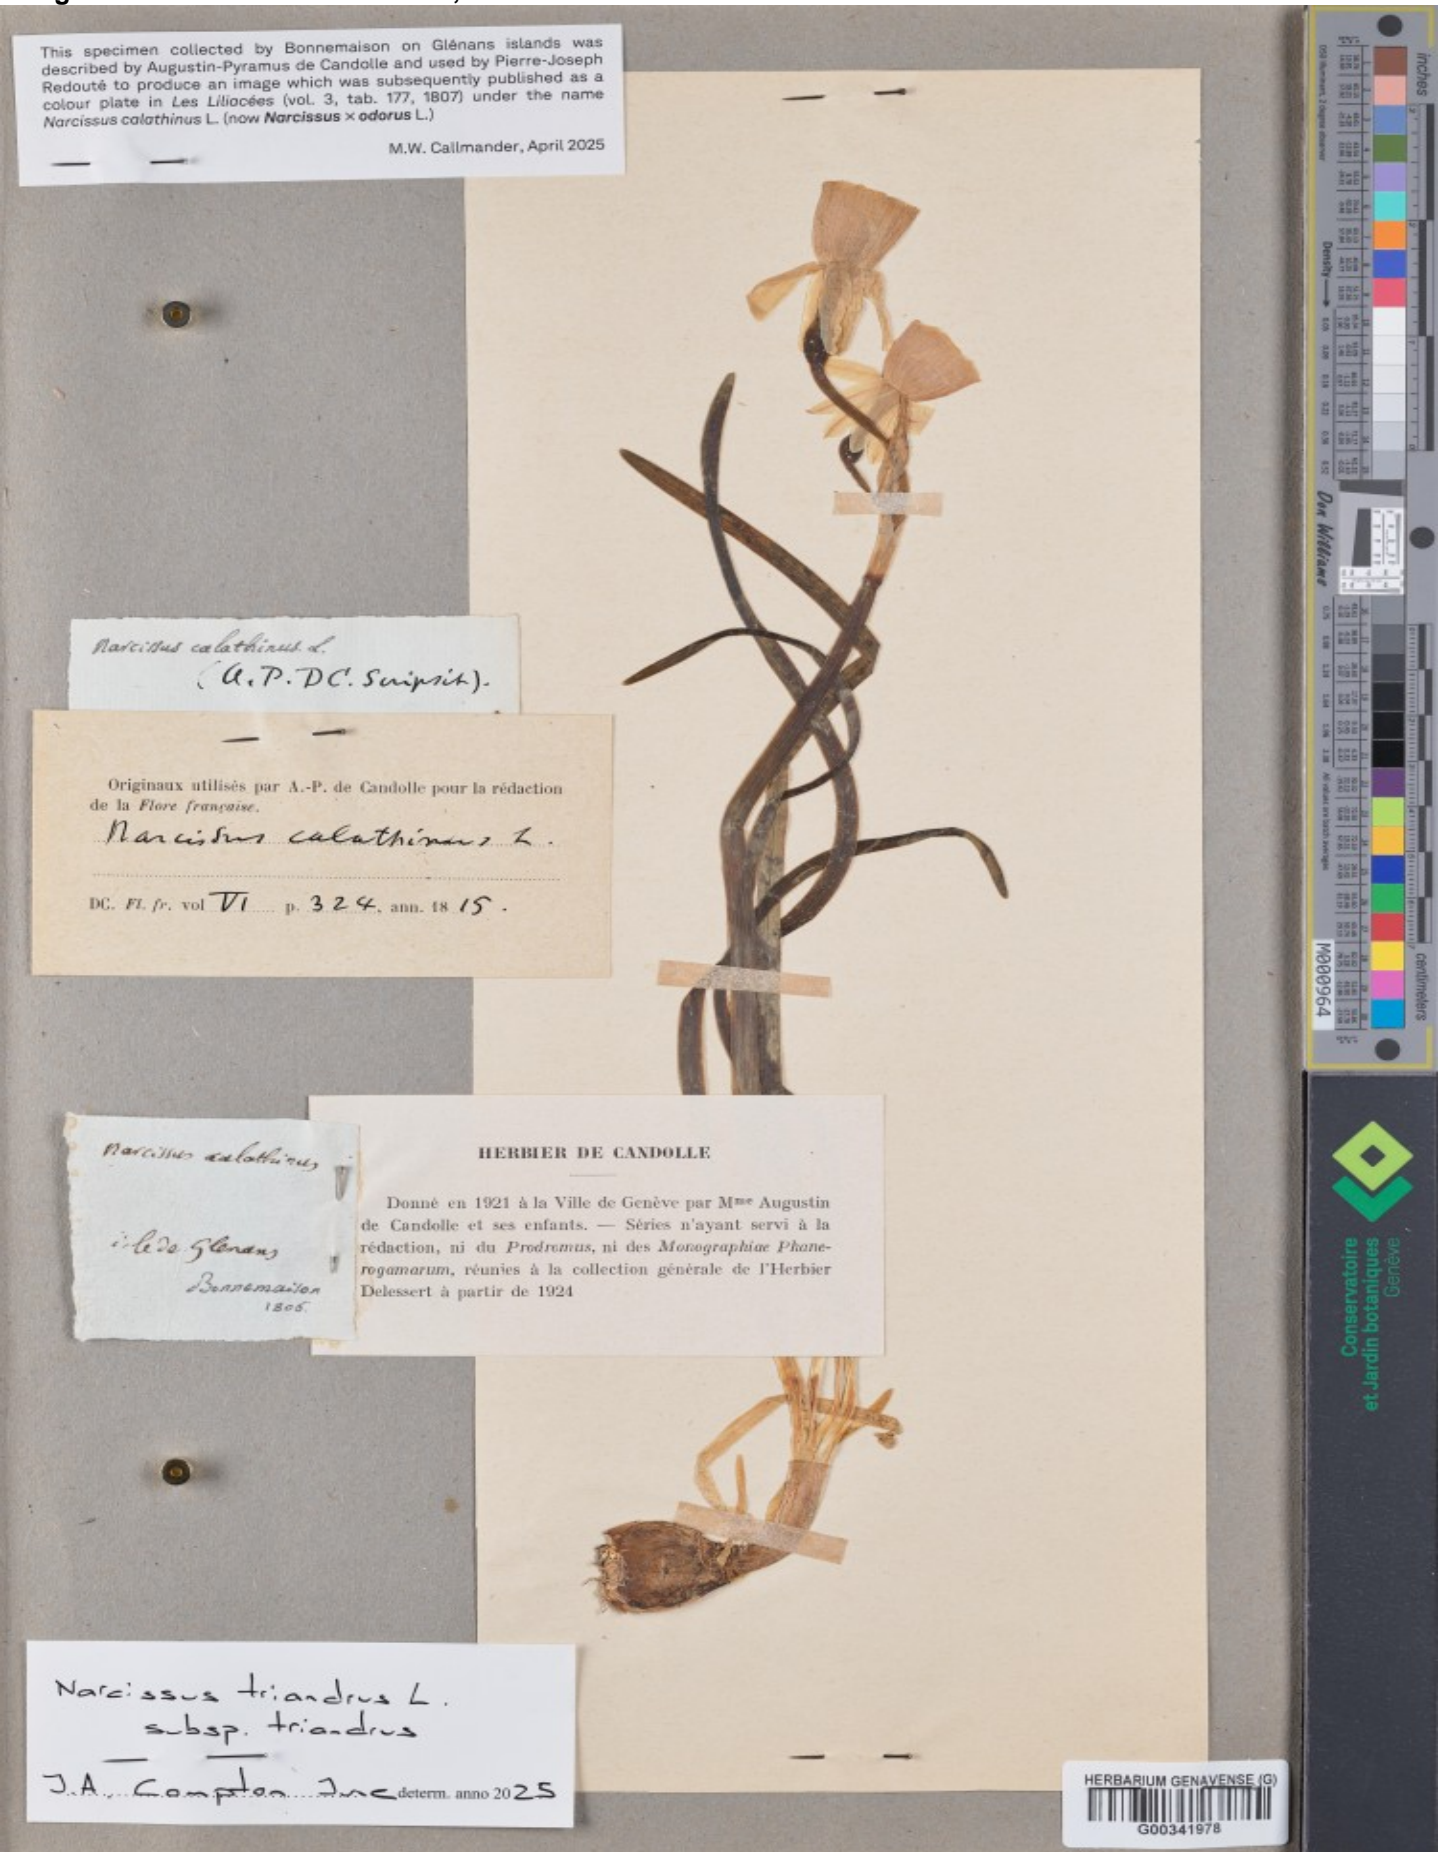 This specimen collected by Bonnemaison on Glénans islands was
described by Augustin-Pyramus de Candolle and used by Pierre-Joseph
Redouté to produce an image which was subsequently published as a
colour plate in Les Liliacées (vol. 3, tab. 177, 1807) under the name
Narcissus calathinus L. (now Narcissus × odorus L.)
M.W. Callmander, April 2025
Narcissus calathinus. L.
(A. P. DC. Scripsit).
Originaux utilisés par A.-P. de Candolle pour la rédaction
de la Flore française.
Narcissus calathinus L.
DC. Fl. fr. vol VI p. 324, ann. 18 15.
Narcissus calathinus
isle de Glenans
Bonnemaison
1806.
HERBIER DE CANDOLLE
Donné en 1921 à la Ville de Genève par Mme Augustin
de Candolle et ses enfants. — Séries n'ayant servi à la
rédaction, ni du Prodromus, ni des Monographiae Phane-
rogamarum, réunies à la collection générale de l'Herbier
Delessert à partir de 1924
Narcissus triandrus L.
subsp. triandrus
J.A. Compton June determ. anno 2025
HERBARIUM GENAVENSE (G)
G00341978
inches
Density
Don Williams
M000964
centimeters
Conservatoire
et Jardin botaniques
Genève